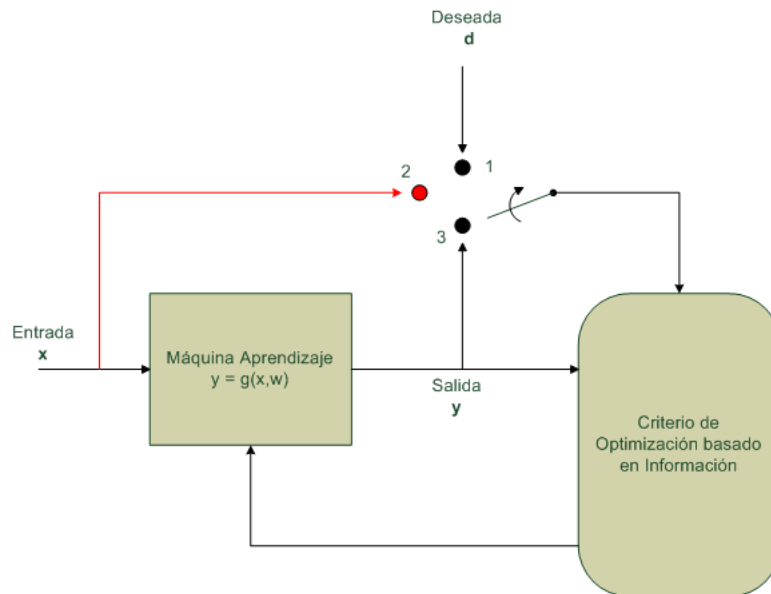 Deseada
d
2
1
3
Entrada
x
Máquina Aprendizaje
y = g(x,w)
Salida
y
Criterio de
Optimización basado
en Información